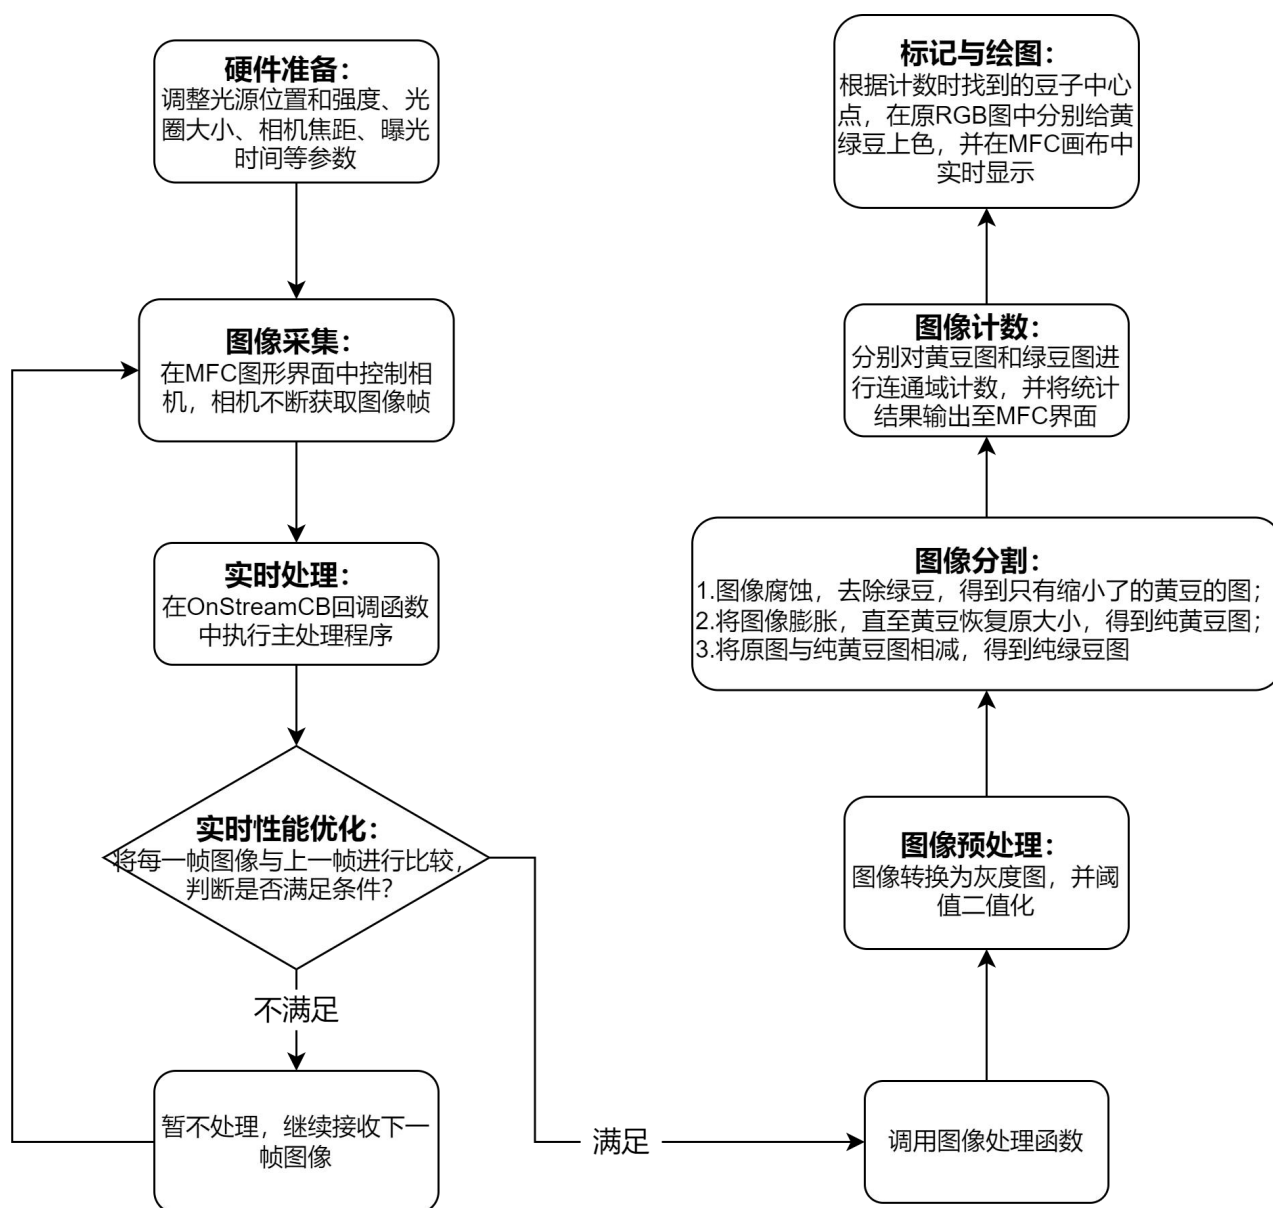 硬件准备：
调整光源位置和强度、光
圈大小、相机焦距、曝光
时间等参数
图像采集：
在MFC图形界面中控制相
机，相机不断获取图像帧
实时处理：
在OnStreamCB回调函数
中执行主处理程序
实时性能优化：
将每一帧图像与上一帧进行比较，
判断是否满足条件？
不满足
暂不处理，继续接收下一
帧图像
满足
调用图像处理函数
图像预处理：
图像转换为灰度图，并阈
值二值化
图像分割：
1.图像腐蚀，去除绿豆，得到只有缩小了的黄豆的图；
2.将图像膨胀，直至黄豆恢复原大小，得到纯黄豆图；
3.将原图与纯黄豆图相减，得到纯绿豆图
图像计数：
分别对黄豆图和绿豆图进
行连通域计数，并将统计
结果输出至MFC界面
标记与绘图：
根据计数时找到的豆子中心
点，在原RGB图中分别给黄
绿豆上色，并在MFC画布中
实时显示